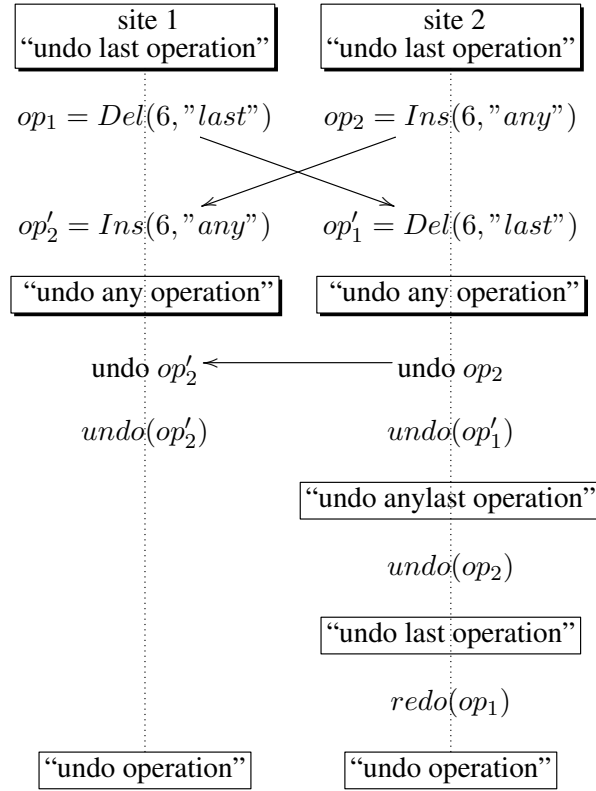 site 1
“undo last operation”
site 2
“undo last operation”
op₁ = Del(6, ”last”)
op₂ = Ins(6, ”any”)
op′₂ = Ins(6, ”any”)
op′₁ = Del(6, ”last”)
“undo any operation”
“undo any operation”
undo op′₂
undo op₂
undo(op′₂)
undo(op′₁)
“undo anylast operation”
undo(op₂)
“undo last operation”
redo(op₁)
“undo operation”
“undo operation”